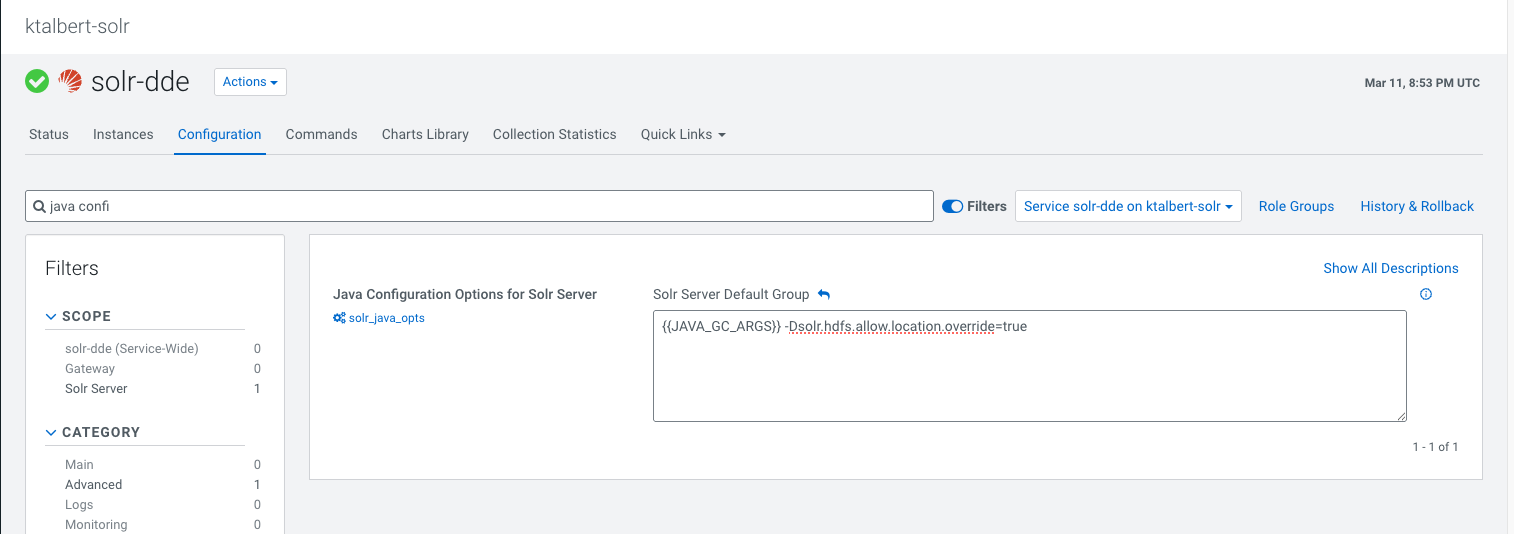 ktalbert-solr
solr-dde Actions
Mar 11, 8:53 PM UTC
Status Instances Configuration Commands Charts Library Collection Statistics Quick Links
java confi
Filters Service solr-dde on ktalbert-solr Role Groups History & Rollback
Filters
SCOPE
solr-dde (Service-Wide) 0
Gateway 0
Solr Server 1
CATEGORY
Main 0
Advanced 1
Logs 0
Monitoring 0
Show All Descriptions
Java Configuration Options for Solr Server
solr_java_opts
Solr Server Default Group
{{JAVA_GC_ARGS}} -Dsolr.hdfs.allow.location.override=true
1 - 1 of 1